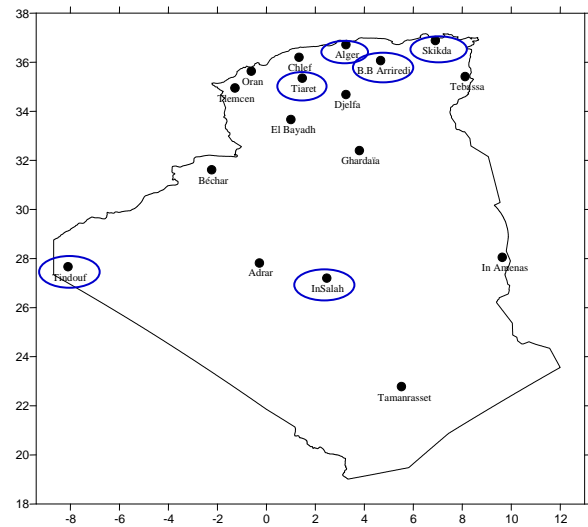 38
36
34
32
30
28
26
24
22
20
18
Alger
Skikda
Chlef
B.B Arriredi
Oran
Tiaret
Tebassa
Tlemcen
Djelfa
El Bayadh
Ghardaïa
Béchar
Tindouf
Adrar
InSalah
In Amenas
Tamanrasset
-8 -6 -4 -2 0 2 4 6 8 10 12